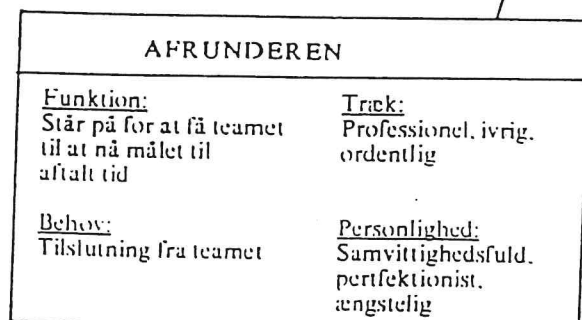 AFRUNDEREN
Funktion:
Står på for at få teamet
til at nå målet til
aftalt tid
Træk:
Professionel, ivrig.
ordentlig
Behov:
Tilslutning fra teamet
Personlighed:
Samvittighedsfuld.
pertfektionist.
ængstelig